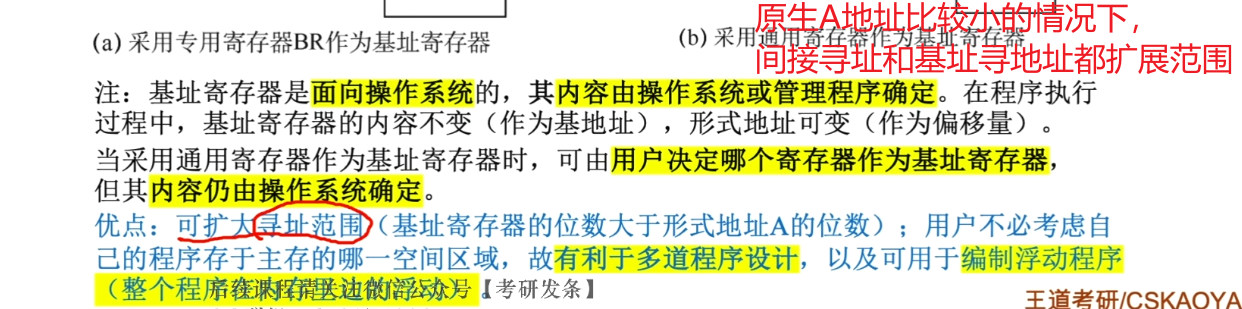 原生A地址比较小的情况下，
间接寻址和基址寻地址都扩展范围
(a) 采用专用寄存器BR作为基址寄存器
(b) 采用通用寄存器作为基址寄存器
注：基址寄存器是面向操作系统的，其内容由操作系统或管理程序确定。在程序执行
过程中，基址寄存器的内容不变（作为基地址），形式地址可变（作为偏移量）。
当采用通用寄存器作为基址寄存器时，可由用户决定哪个寄存器作为基址寄存器，
但其内容仍由操作系统确定。
优点：可扩大寻址范围（基址寄存器的位数大于形式地址A的位数）；用户不必考虑自
己的程序存于主存的哪一空间区域，故有利于多道程序设计，以及可用于编制浮动程序
（整个程序在内存里边的浮动）。
后续课程请关注微信公众号【考研发条】
王道考研/CSKAOYA